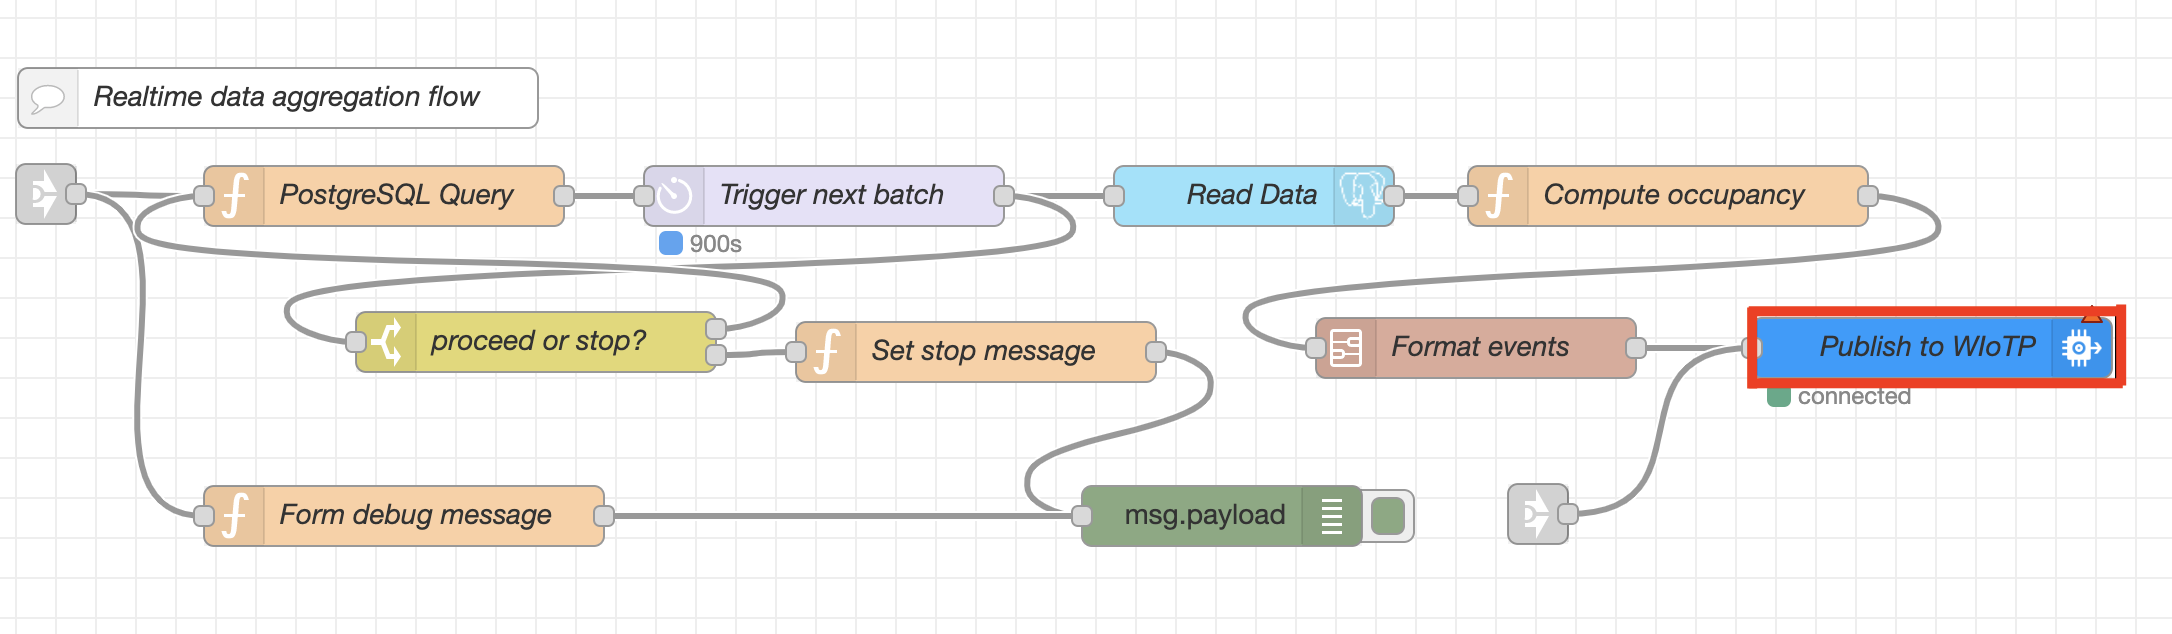 Realtime data aggregation flow
PostgreSQL Query
Trigger next batch
Read Data
Compute occupancy
900s
proceed or stop?
Set stop message
Format events
Publish to WIoTP
connected
Form debug message
msg.payload